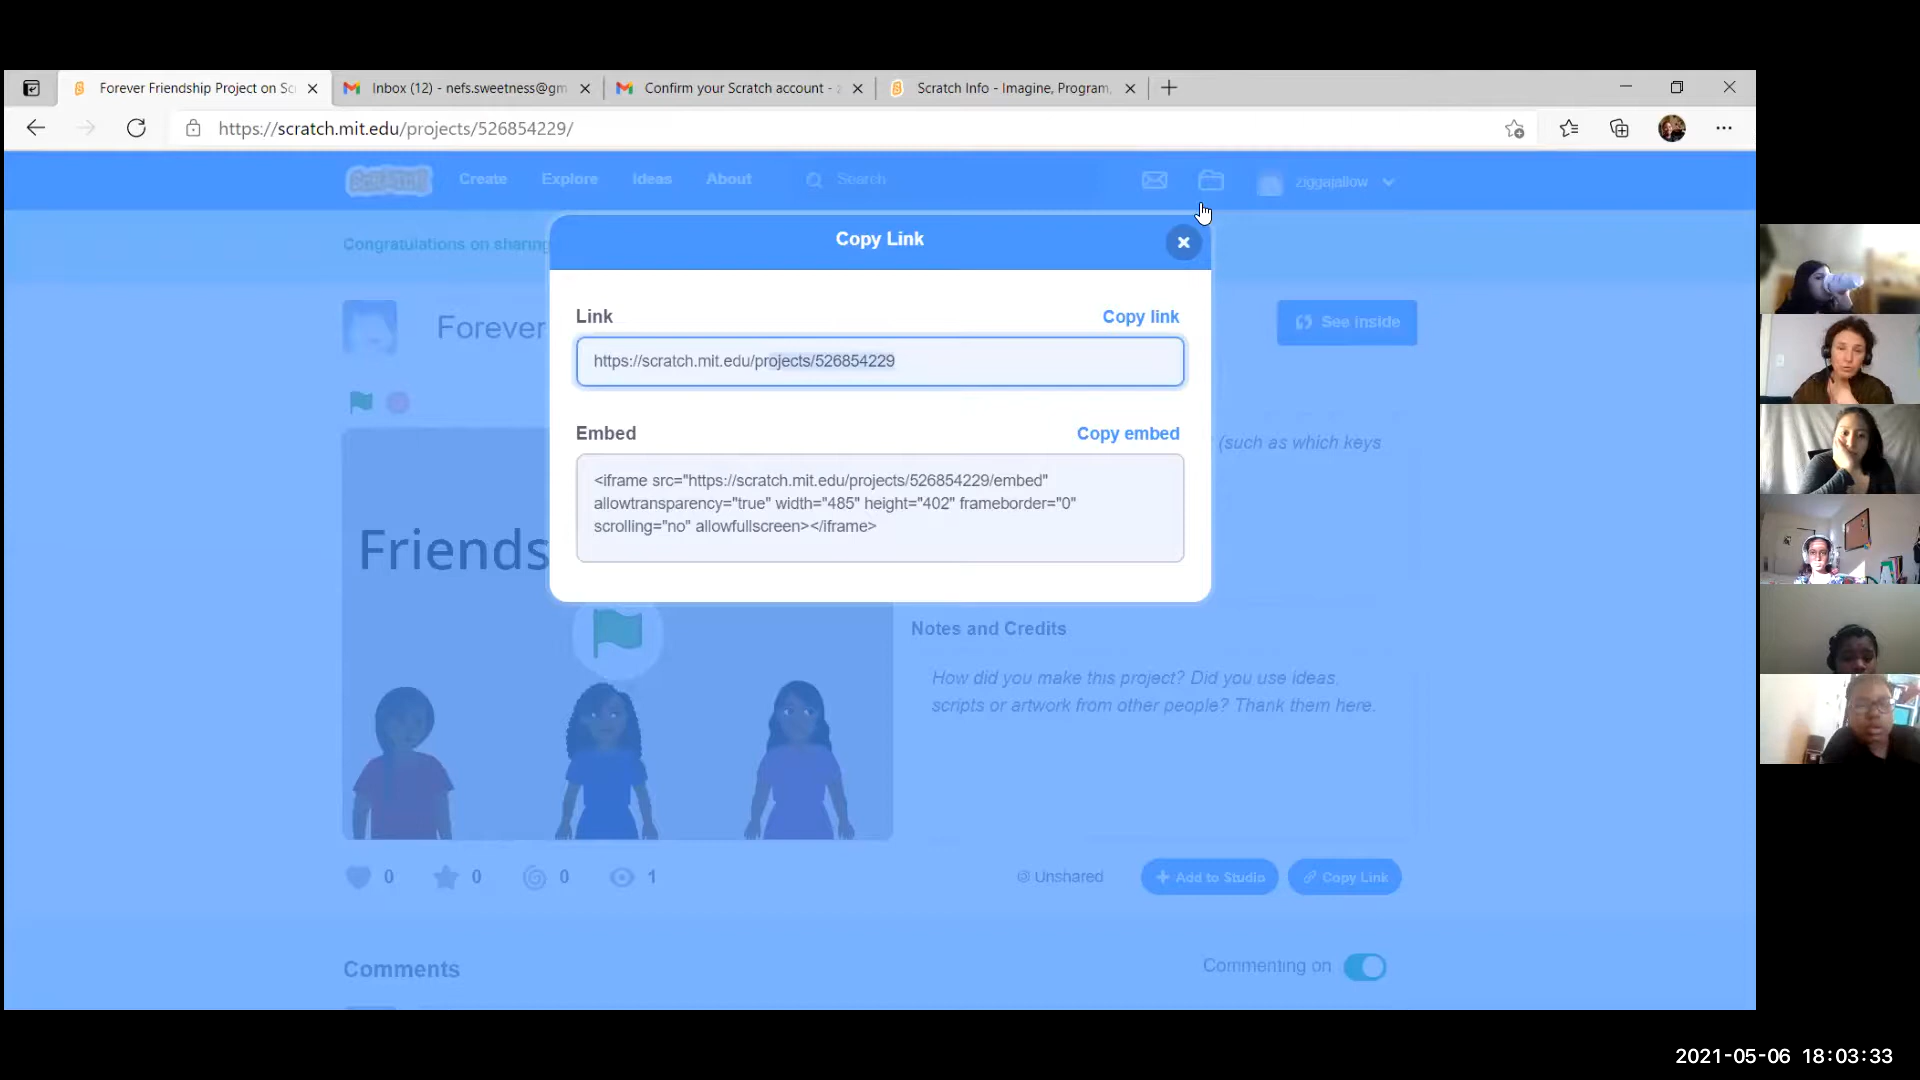 Forever Friendship Project on Sc
Inbox (12) - nefs.sweetness@gm
Confirm your Scratch account -
Scratch Info - Imagine, Program,
https://scratch.mit.edu/projects/526854229/
SCRATCH
Create
Explore
Ideas
About
Search
ziggajallow
Congratulations on sharing
Copy Link
Forever
See inside
Link
Copy link
https://scratch.mit.edu/projects/526854229
Embed
Copy embed
(such as which keys
<iframe src="https://scratch.mit.edu/projects/526854229/embed"
allowtransparency="true" width="485" height="402" frameborder="0"
scrolling="no" allowfullscreen></iframe>
Friends
Notes and Credits
How did you make this project? Did you use ideas,
scripts or artwork from other people? Thank them here.
0
0
0
1
Unshared
Add to Studio
Copy Link
Comments
Commenting on
2021-05-06 18:03:33